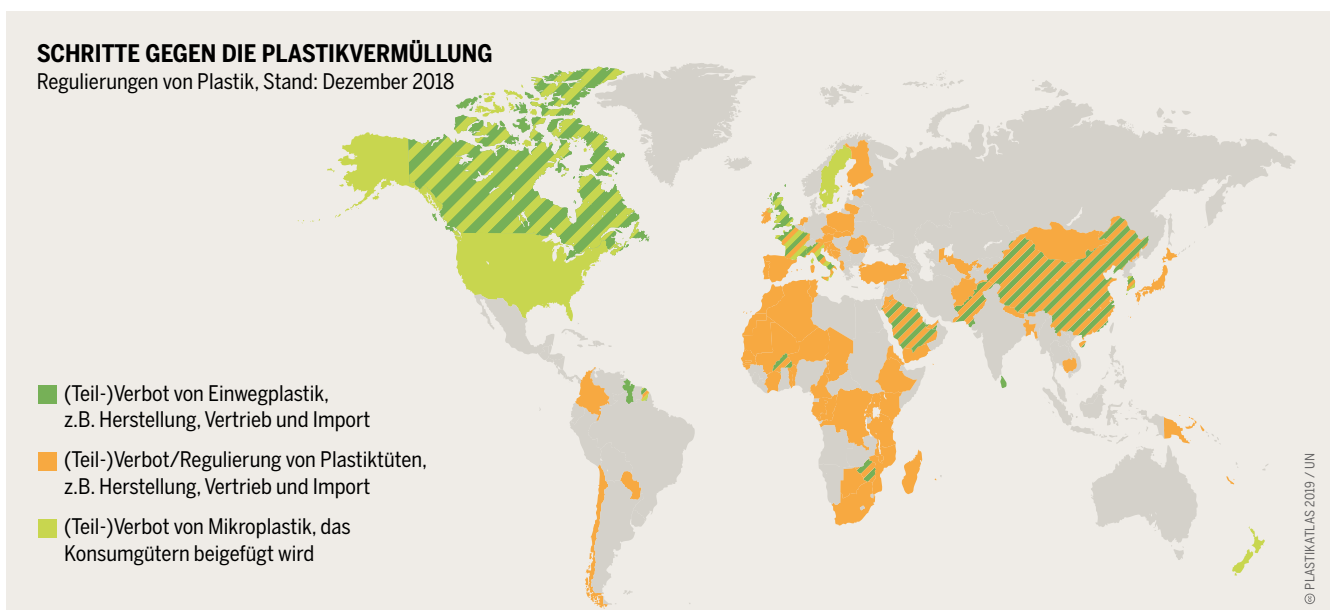 SCHRITTE GEGEN DIE PLASTIKVERMÜLLUNG
Regulierungen von Plastik, Stand: Dezember 2018
(Teil-)Verbot von Einwegplastik,
z.B. Herstellung, Vertrieb und Import
(Teil-)Verbot/Regulierung von Plastiktüten,
z.B. Herstellung, Vertrieb und Import
(Teil-)Verbot von Mikroplastik, das
Konsumgütern beigefügt wird
PLASTIKATLAS 2019 / UN